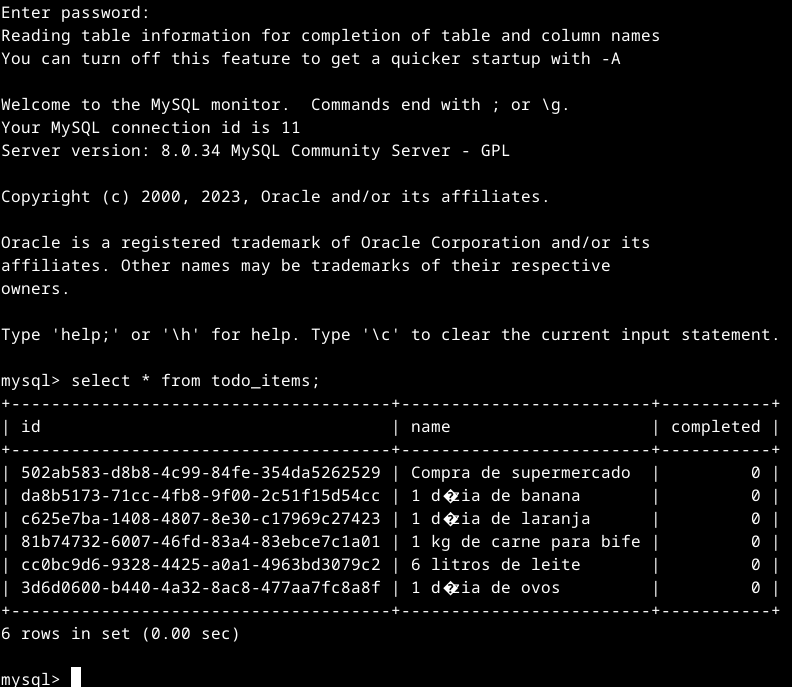 Enter password:
Reading table information for completion of table and column names
You can turn off this feature to get a quicker startup with -A
Welcome to the MySQL monitor.  Commands end with ; or \g.
Your MySQL connection id is 11
Server version: 8.0.34 MySQL Community Server - GPL
Copyright (c) 2000, 2023, Oracle and/or its affiliates.
Oracle is a registered trademark of Oracle Corporation and/or its
affiliates. Other names may be trademarks of their respective
owners.
Type 'help;' or '\h' for help. Type '\c' to clear the current input statement.
mysql> select * from todo_items;
+--------------------------------------+-------------------------+-----------+
| id                                   | name                    | completed |
+--------------------------------------+-------------------------+-----------+
| 502ab583-d8b8-4c99-84fe-354da5262529 | Compra de supermercado  |         0 |
| da8b5173-71cc-4fb8-9f00-2c51f15d54cc | 1 d�zia de banana       |         0 |
| c625e7ba-1408-4807-8e30-c17969c27423 | 1 d�zia de laranja      |         0 |
| 81b74732-6007-46fd-83a4-83ebce7c1a01 | 1 kg de carne para bife |         0 |
| cc0bc9d6-9328-4425-a0a1-4963bd3079c2 | 6 litros de leite       |         0 |
| 3d6d0600-b440-4a32-8ac8-477aa7fc8a8f | 1 d�zia de ovos         |         0 |
+--------------------------------------+-------------------------+-----------+
6 rows in set (0.00 sec)
mysql>